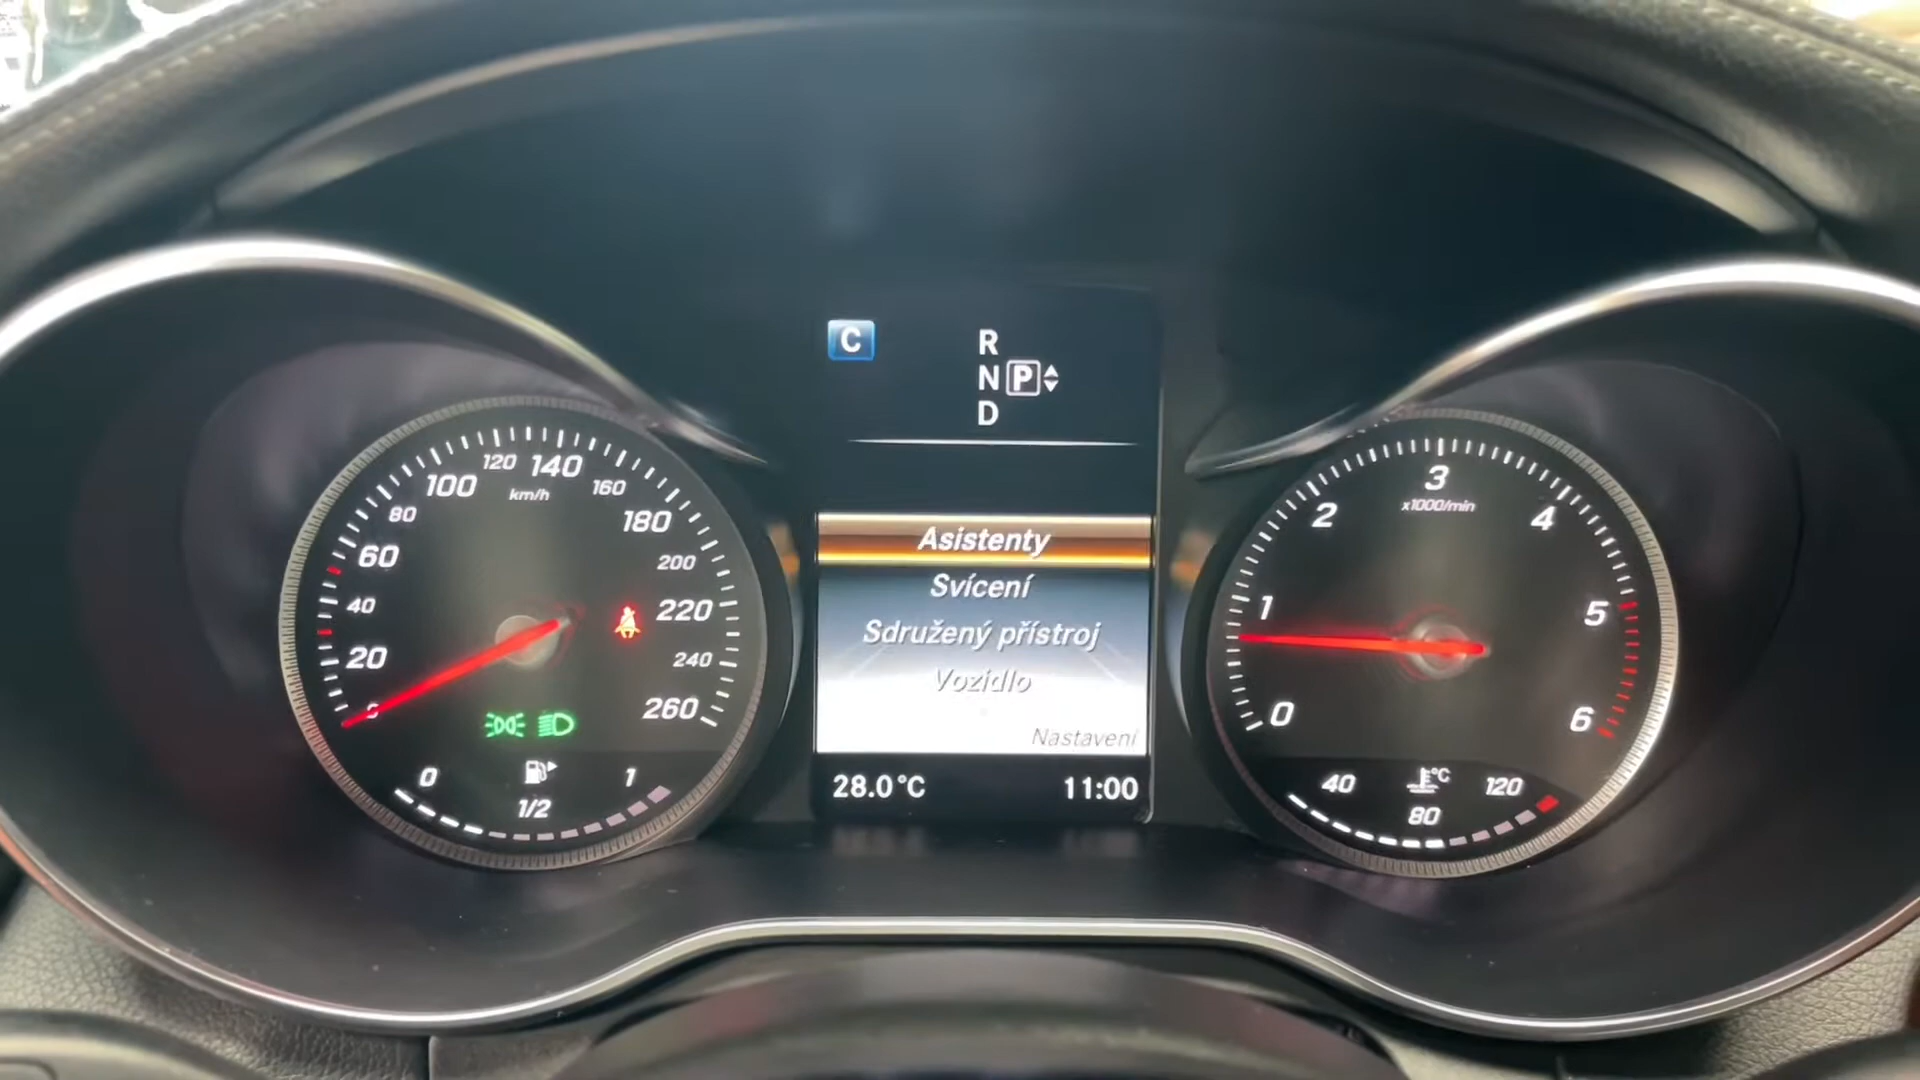 C
R
N P
D
Asistenty
Svícení
Sdružený přístroj
Vozidlo
Nastavení
28.0°C
11:00
0
20
40
60
80
100
120
140
160
180
200
220
240
260
km/h
0
1/2
1
0
1
2
3
4
5
6
x1000/min
40
80
120
°C